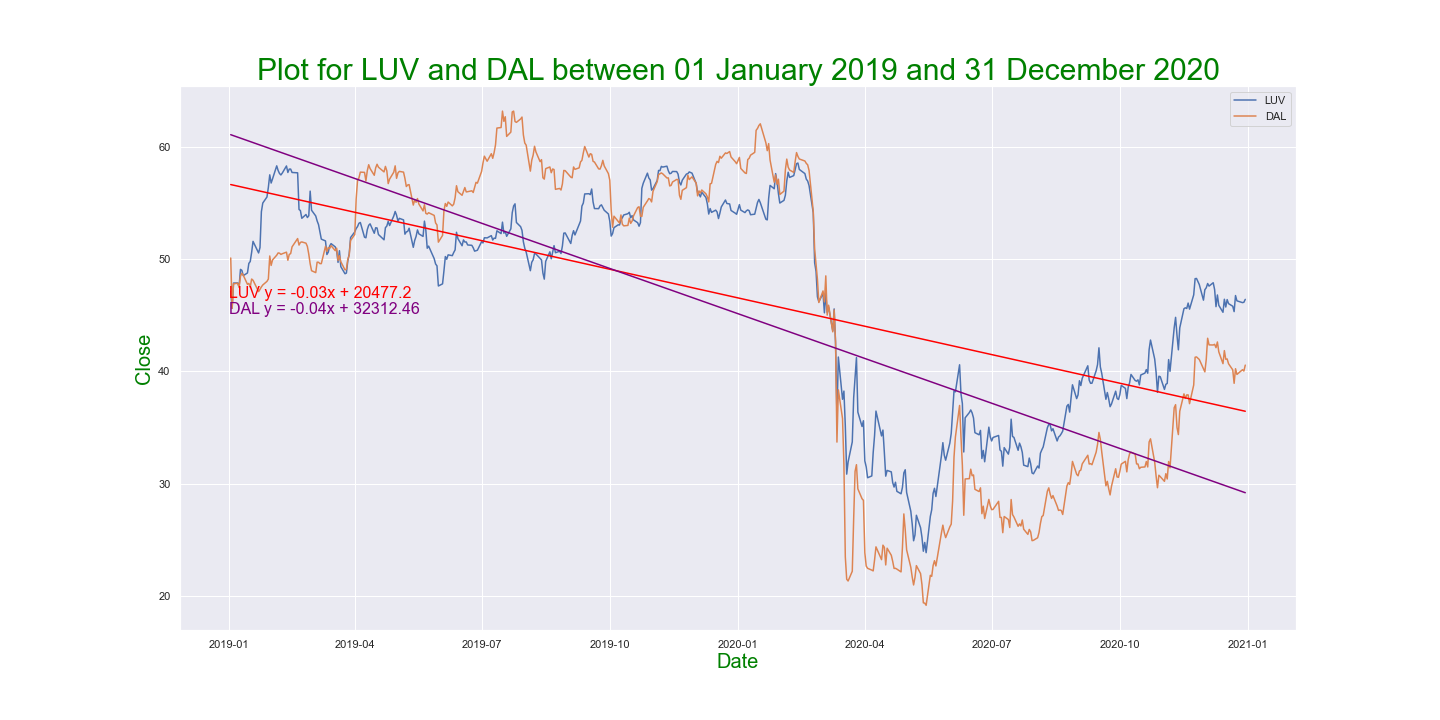 Plot for LUV and DAL between 01 January 2019 and 31 December 2020
LUV
DAL
60
50
40
30
20
Close
LUV y = -0.03x + 20477.2
DAL y = -0.04x + 32312.46
2019-01 2019-04 2019-07 2019-10 2020-01 2020-04 2020-07 2020-10 2021-01
Date